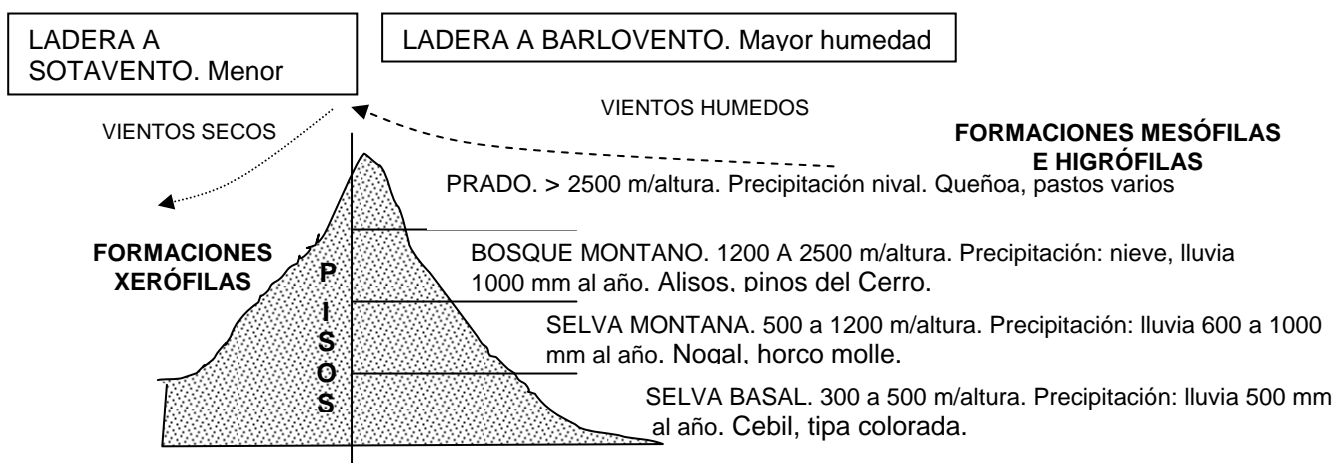 LADERA A
SOTAVENTO. Menor
LADERA A BARLOVENTO. Mayor humedad
VIENTOS SECOS
VIENTOS HUMEDOS
FORMACIONES MESÓFILAS
E HIGRÓFILAS
PRADO. > 2500 m/altura. Precipitación nival. Queñoa, pastos varios
FORMACIONES
XERÓFILAS
BOSQUE MONTANO. 1200 A 2500 m/altura. Precipitación: nieve, lluvia
1000 mm al año. Alisos, pinos del Cerro.
SELVA MONTANA. 500 a 1200 m/altura. Precipitación: lluvia 600 a 1000
mm al año. Nogal, horco molle.
SELVA BASAL. 300 a 500 m/altura. Precipitación: lluvia 500 mm
al año. Cebil, tipa colorada.
P
I
S
O
S